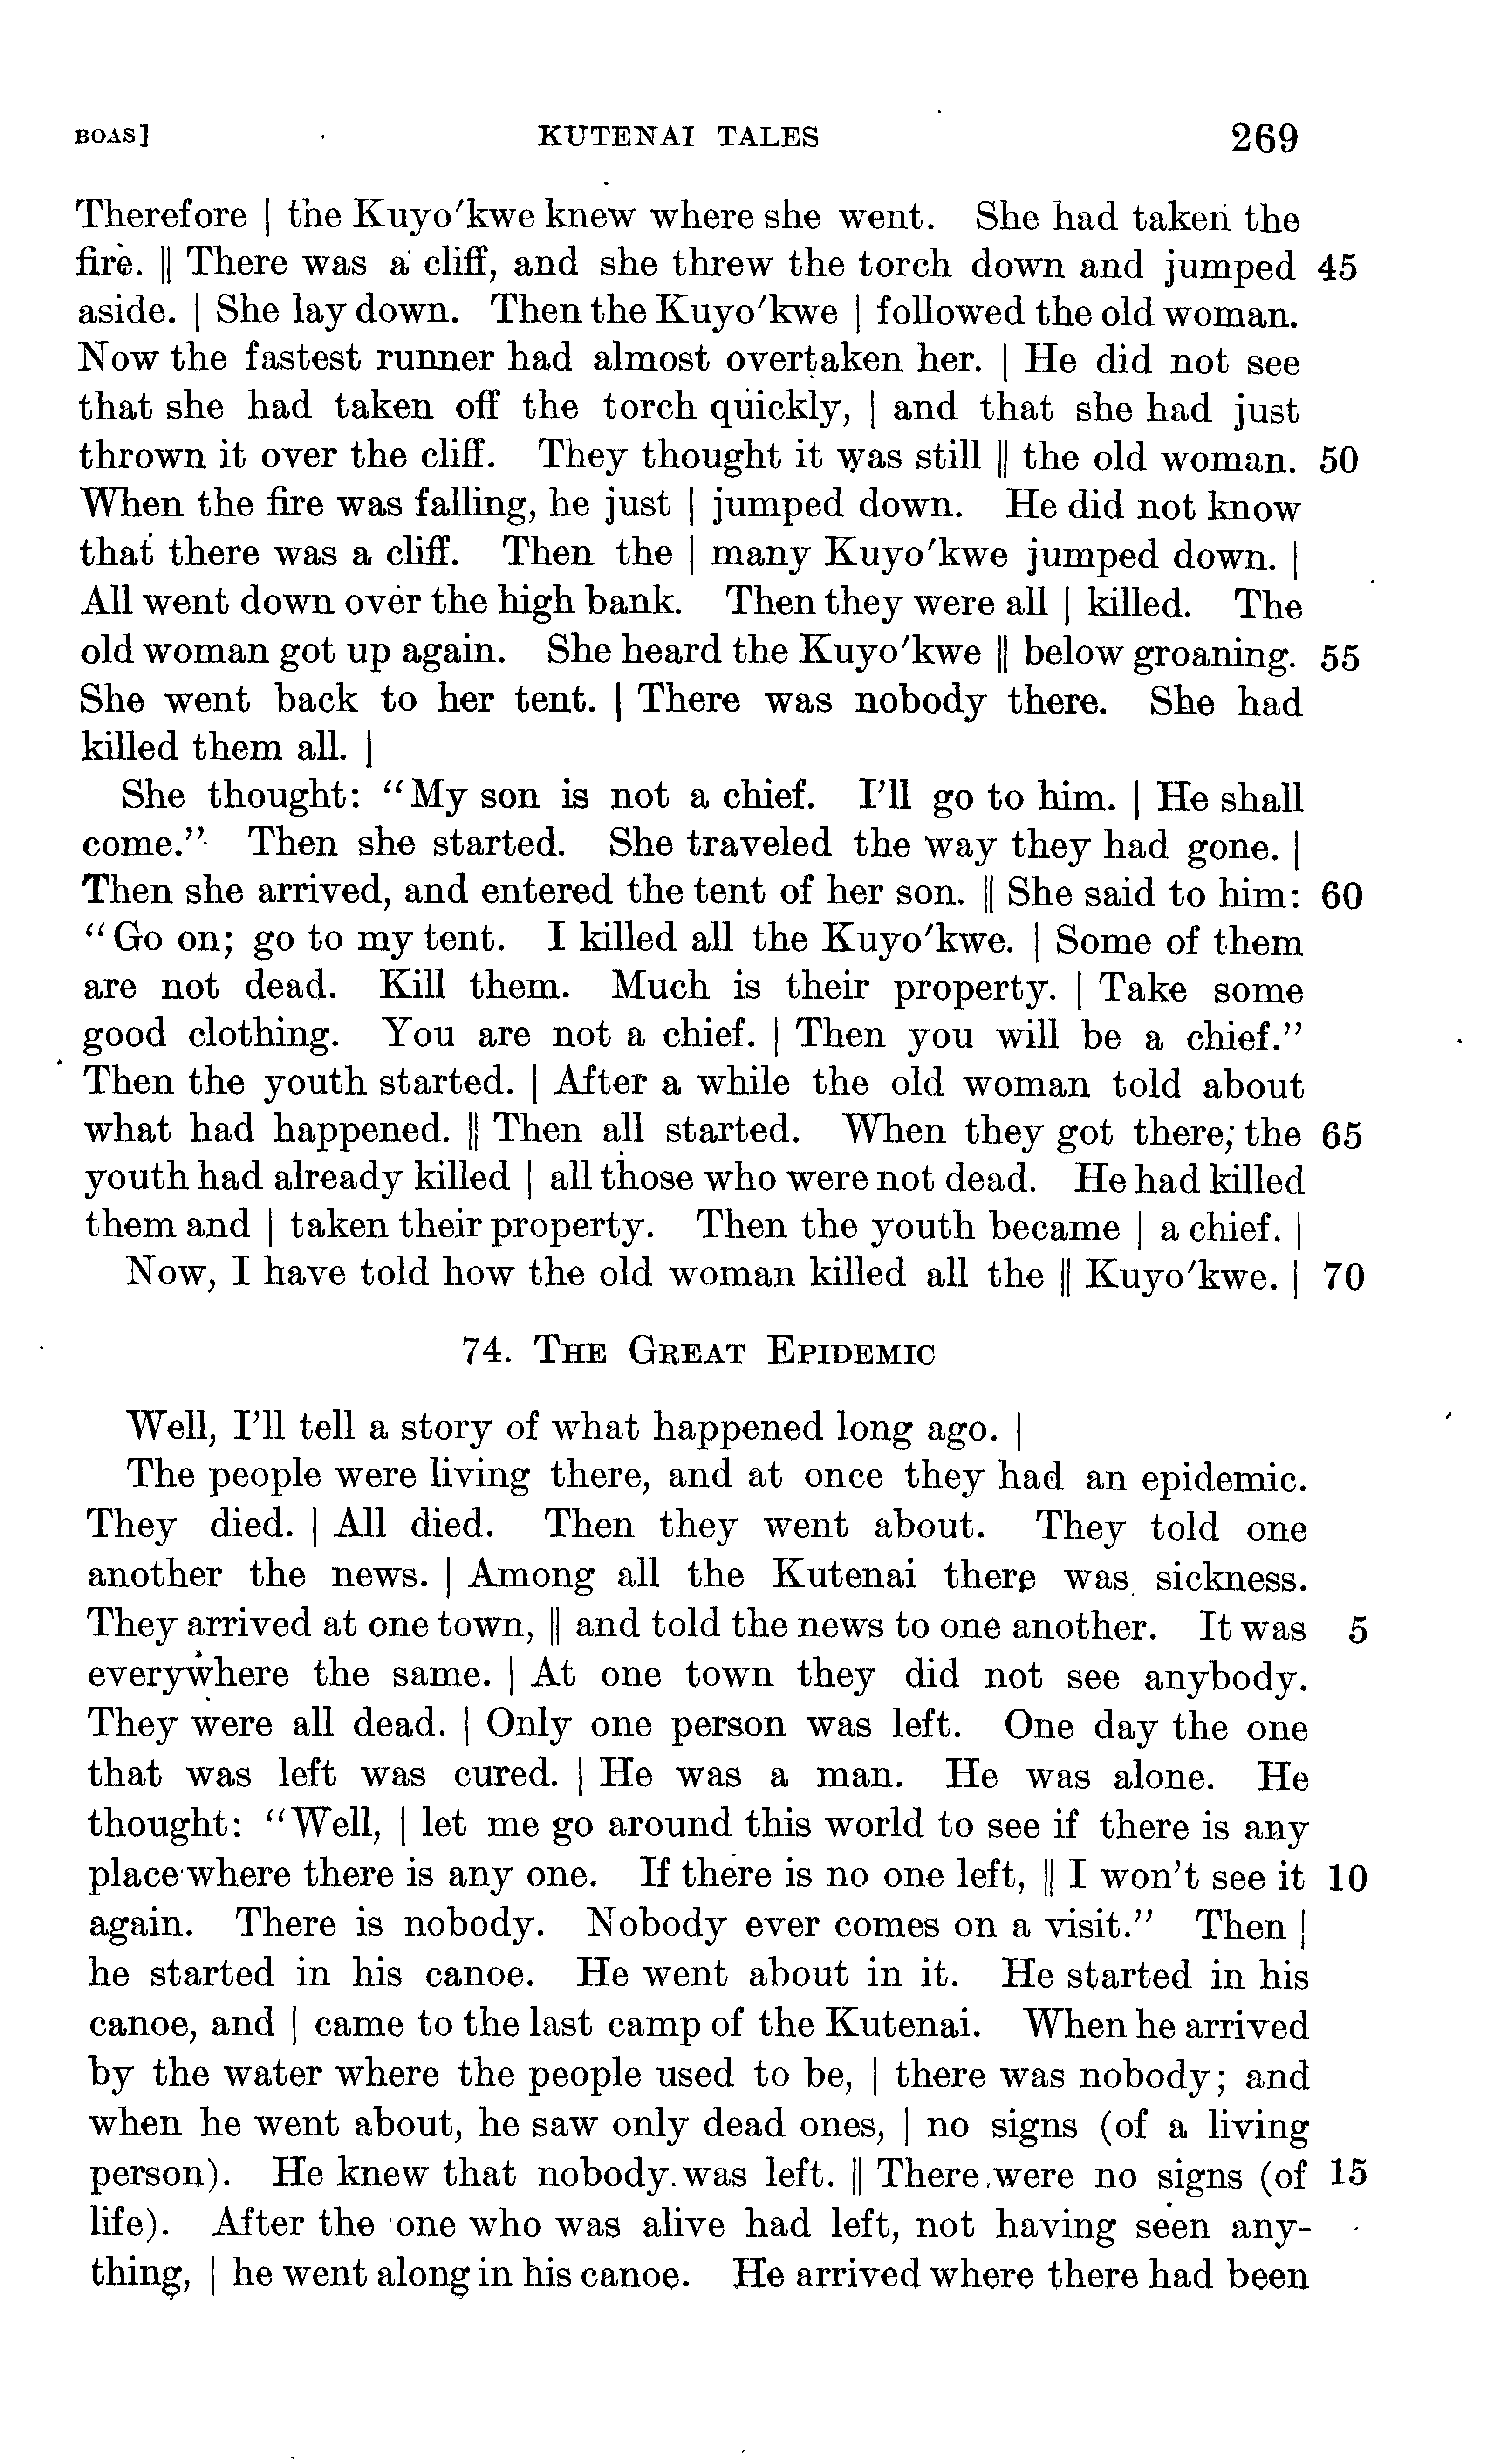 BOAS] KUTENAI TALES 269
Therefore | the Kuyo′kwe knew where she went. She had taken the
fire. || There was a cliff, and she threw the torch down and jumped 45
aside. | She lay down. Then the Kuyo′kwe | followed the old woman.
Now the fastest runner had almost overtaken her. | He did not see
that she had taken off the torch quickly, | and that she had just
thrown it over the cliff. They thought it was still || the old woman. 50
When the fire was falling, he just | jumped down. He did not know
that there was a cliff. Then the | many Kuyo′kwe jumped down. |
All went down over the high bank. Then they were all | killed. The
old woman got up again. She heard the Kuyo′kwe || below groaning. 55
She went back to her tent. | There was nobody there. She had
killed them all. |
She thought: “My son is not a chief. I’ll go to him. | He shall
come.” Then she started. She traveled the way they had gone. |
Then she arrived, and entered the tent of her son. || She said to him: 60
“Go on; go to my tent. I killed all the Kuyo′kwe. | Some of them
are not dead. Kill them. Much is their property. | Take some
good clothing. You are not a chief. | Then you will be a chief.”
Then the youth started. | After a while the old woman told about
what had happened. || Then all started. When they got there, the 65
youth had already killed | all those who were not dead. He had killed
them and | taken their property. Then the youth became | a chief. |
Now, I have told how the old woman killed all the || Kuyo′kwe. | 70
74. THE GREAT EPIDEMIC
Well, I’ll tell a story of what happened long ago. |
The people were living there, and at once they had an epidemic.
They died. | All died. Then they went about. They told one
another the news. | Among all the Kutenai there was sickness.
They arrived at one town, || and told the news to one another. It was 5
everywhere the same. | At one town they did not see anybody.
They were all dead. | Only one person was left. One day the one
that was left was cured. | He was a man. He was alone. He
thought: “Well, | let me go around this world to see if there is any
place where there is any one. If there is no one left, || I won’t see it 10
again. There is nobody. Nobody ever comes on a visit.” Then |
he started in his canoe. He went about in it. He started in his
canoe, and | came to the last camp of the Kutenai. When he arrived
by the water where the people used to be, | there was nobody; and
when he went about, he saw only dead ones, | no signs (of a living
person). He knew that nobody was left. || There were no signs (of 15
life). After the one who was alive had left, not having seen any-
thing, | he went along in his canoe. He arrived where there had been